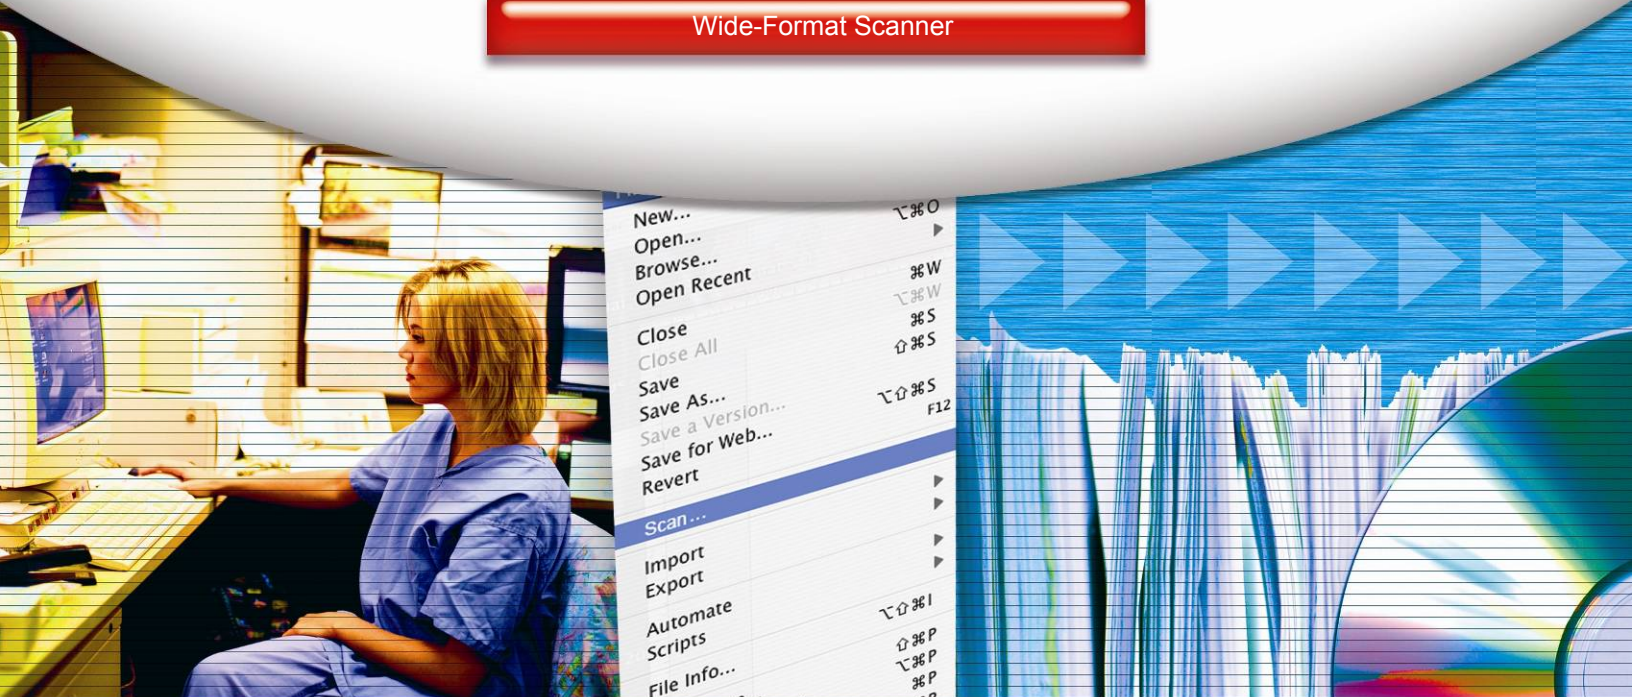 Wide-Format Scanner
New...
⌥⌘O
Open...
Browse...
Open Recent
⌘W
Close
⌥⌘W
Close All
⌘S
Save
⇧⌘S
Save As...
Save a Version...
⌥⇧⌘S
Save for Web...
F12
Revert
Scan...
Import
Export
Automate
Scripts
⌥⇧⌘I
File Info...
⇧⌘P
⌥⌘P
⌘P